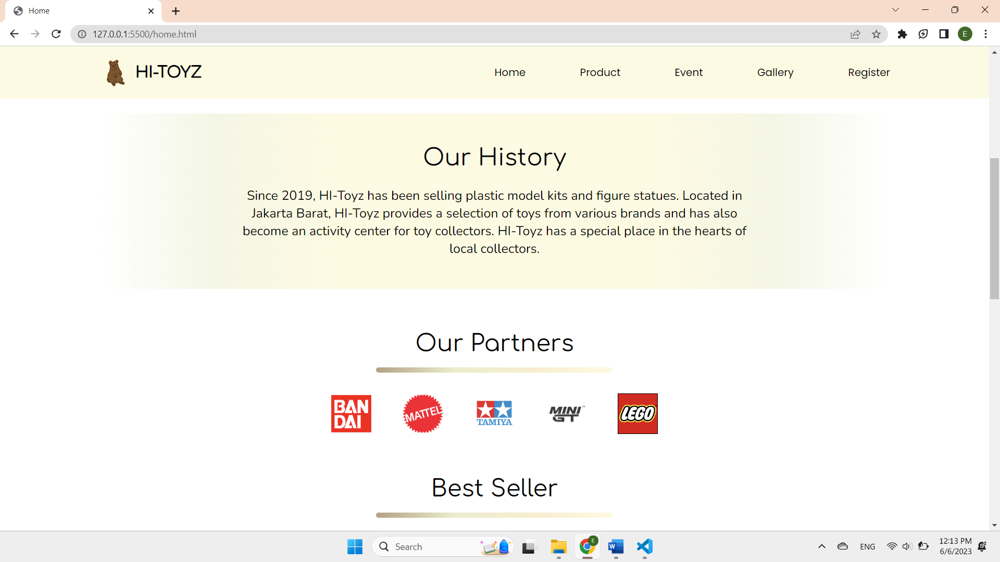 Home
127.0.0.1:5500/home.html
E
HI-TOYZ
Home Product Event Gallery Register
Our History
Since 2019, HI-Toyz has been selling plastic model kits and figure statues. Located in
Jakarta Barat, HI-Toyz provides a selection of toys from various brands and has also
become an activity center for toy collectors. HI-Toyz has a special place in the hearts of
local collectors.
Our Partners
BAN
DAI
MATTEL
TAMIYA
MINI
GT
LEGO
Best Seller
Search
E
W
ENG
12:13 PM
6/6/2023